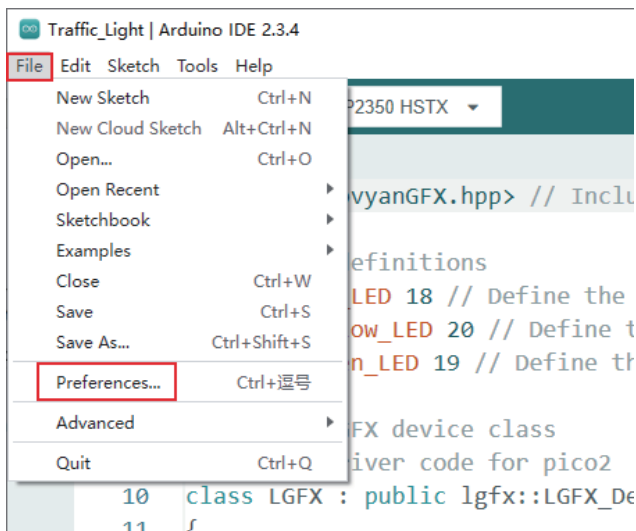 Traffic_Light | Arduino IDE 2.3.4
File Edit Sketch Tools Help
New Sketch Ctrl+N
New Cloud Sketch Alt+Ctrl+N
Open... Ctrl+O
Open Recent
Sketchbook
Examples
Close Ctrl+W
Save Ctrl+S
Save As... Ctrl+Shift+S
Preferences... Ctrl+逗号
Advanced
Quit Ctrl+Q
P2350 HSTX
ovyanGFX.hpp> // Inclu
efinitions
_LED 18 // Define the
ow_LED 20 // Define t
n_LED 19 // Define th
GFX device class
iver code for pico2
10 class LGFX : public lgfx::LGFX_De
11 {